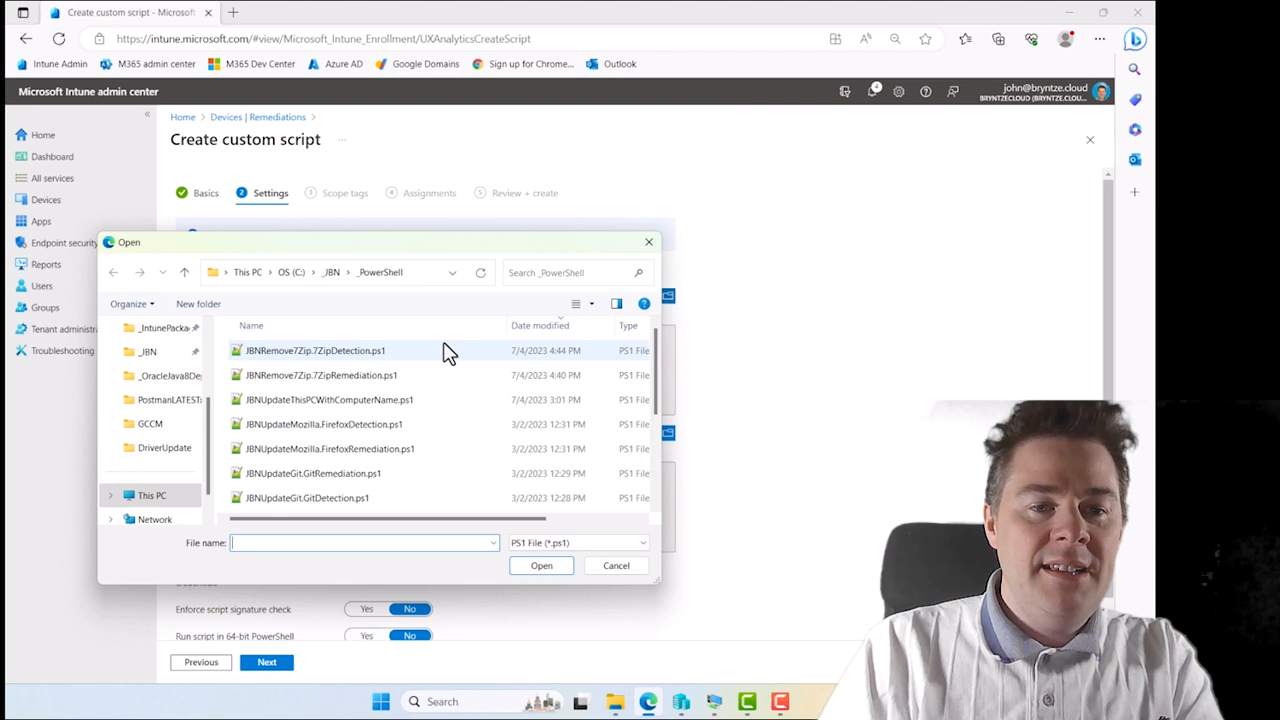 Create custom script - Microsoft
https://intune.microsoft.com/#view/Microsoft_Intune_Enrollment/UXAnalyticsCreateScript
Intune Admin
M365 admin center
M365 Dev Center
Azure AD
Google Domains
Sign up for Chrome...
Outlook
Microsoft Intune admin center
4
john@bryntze.cloud
BRYNTZECLOUD (BRYNTZE.CLOU...
Home > Devices | Remediations >
Create custom script ...
Home
Dashboard
All services
Devices
Apps
Endpoint security
Reports
Users
Groups
Tenant administra
Troubleshooting
Basics
2 Settings
3 Scope tags
4 Assignments
5 Review + create
Open
This PC > OS (C:) > _JBN > _PowerShell
Search _PowerShell
Organize
New folder
_IntunePacka
_JBN
_OracleJava8Dep
PostmanLATEST
GCCM
DriverUpdate
This PC
Network
Name Date modified Type
JBNRemove7Zip.7ZipDetection.ps1 7/4/2023 4:44 PM PS1 File
JBNRemove7Zip.7ZipRemediation.ps1 7/4/2023 4:40 PM PS1 File
JBNUpdateThisPCWithComputerName.ps1 7/4/2023 3:01 PM PS1 File
JBNUpdateMozilla.FirefoxDetection.ps1 3/2/2023 12:31 PM PS1 File
JBNUpdateMozilla.FirefoxRemediation.ps1 3/2/2023 12:31 PM PS1 File
JBNUpdateGit.GitRemediation.ps1 3/2/2023 12:29 PM PS1 File
JBNUpdateGit.GitDetection.ps1 3/2/2023 12:28 PM PS1 File
File name:
PS1 File (*.ps1)
Open
Cancel
Enforce script signature check Yes No
Run script in 64-bit PowerShell Yes No
Previous
Next
Search